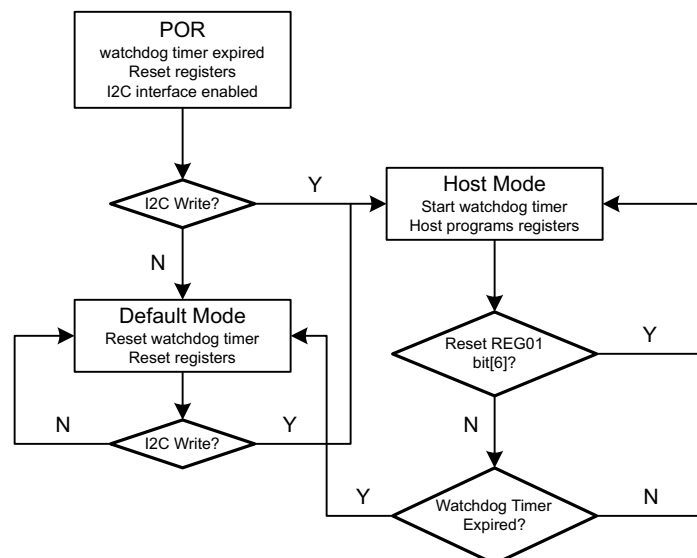 POR
watchdog timer expired
Reset registers
I2C interface enabled
I2C Write?
Y
N
Host Mode
Start watchdog timer
Host programs registers
Default Mode
Reset watchdog timer
Reset registers
Reset REG01
bit[6]?
Y
N
I2C Write?
N
Y
Watchdog Timer
Expired?
Y
N